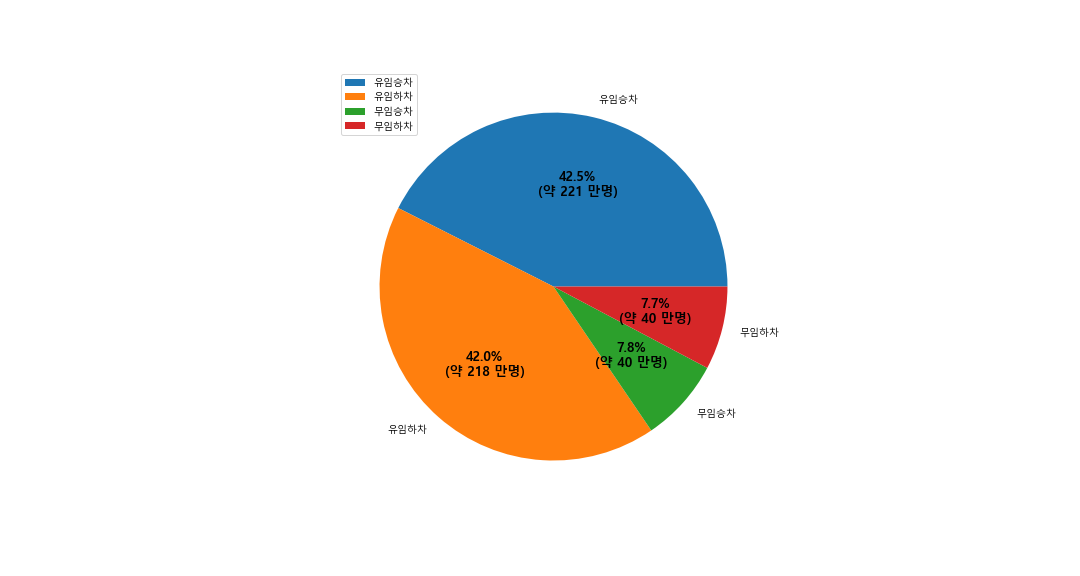 유임승차
유임하차
무임승차
무임하차
유임승차
42.5%
(약 221 만명)
7.7%
(약 40 만명)
무임하차
7.8%
(약 40 만명)
42.0%
(약 218 만명)
무임승차
유임하차